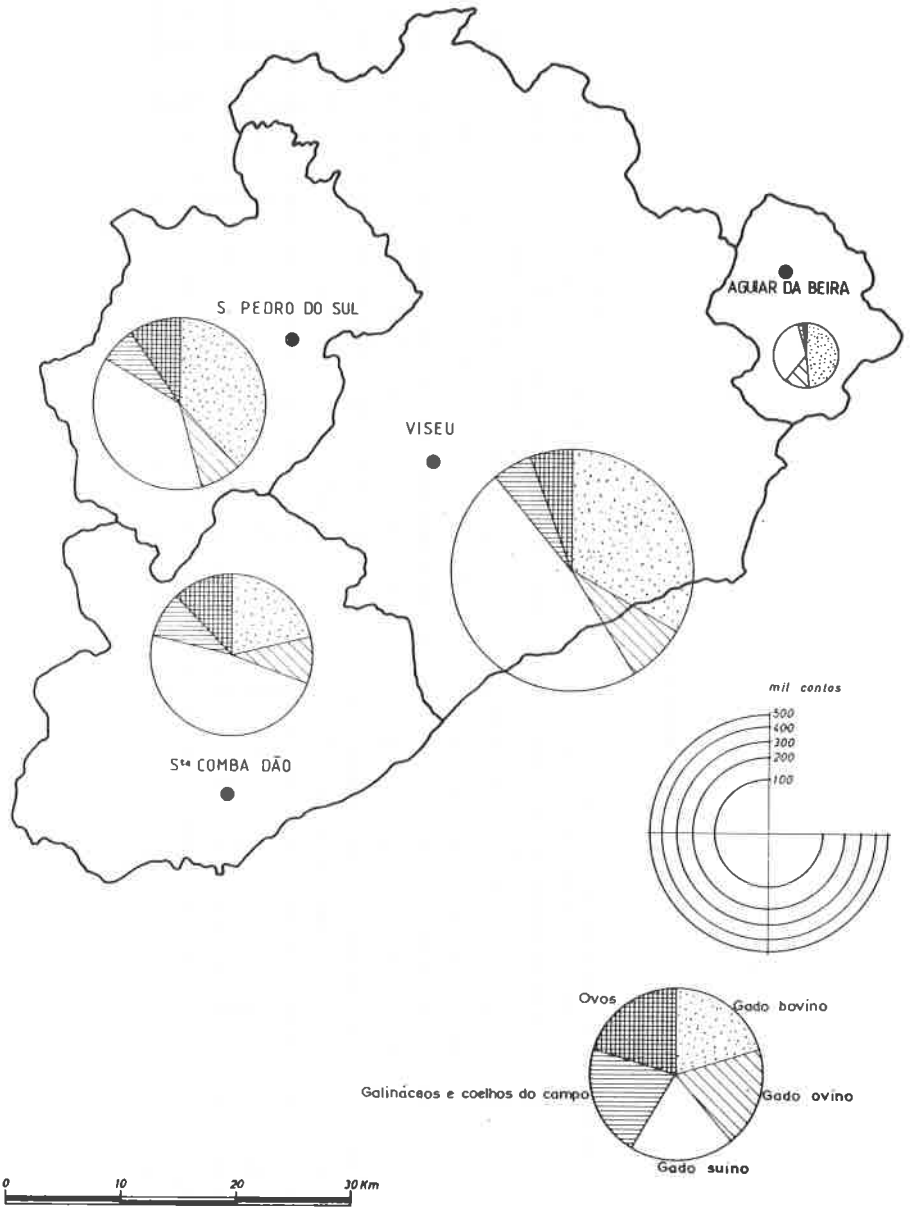 AGUIAR DA BEIRA
S. PEDRO DO SUL
VISEU
Sta COMBA DÃO
mil contos
500
400
300
200
100
Ovos
Gado bovino
Galináceos e coelhos do campo
Gado ovino
Gado suino
0 10 20 30 Km